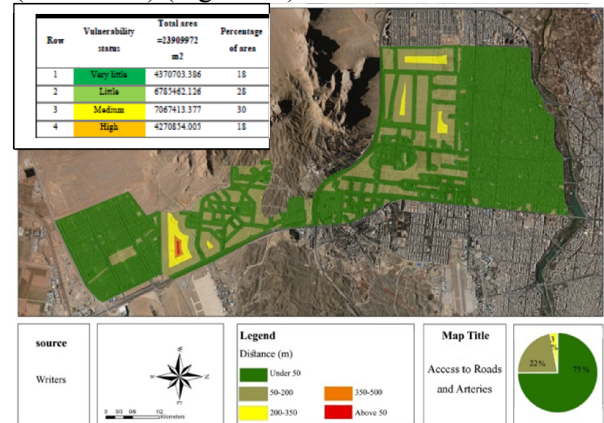 Row Vulnerability status Total area =23909972 m2 Percentage of area
1 Very little 4370703.386 18
2 Little 6785462.126 28
3 Medium 7067413.377 30
4 High 4270854.005 18
source
Writers
Kilometers
Legend
Distance (m)
Under 50
50-200
200-350
350-500
Above 50
Map Title
Access to Roads
and Arteries
3
%
22%
75%